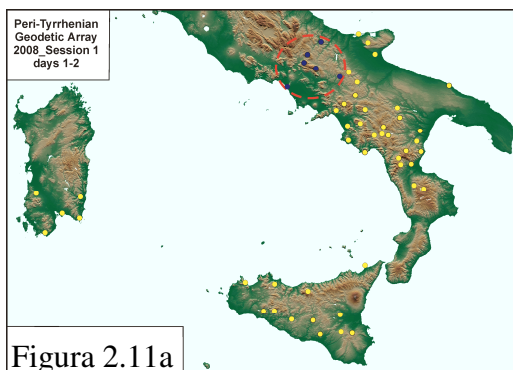 Peri-Tyrrhenian
Geodetic Array
2008_Session 1
days 1-2
Figura 2.11a